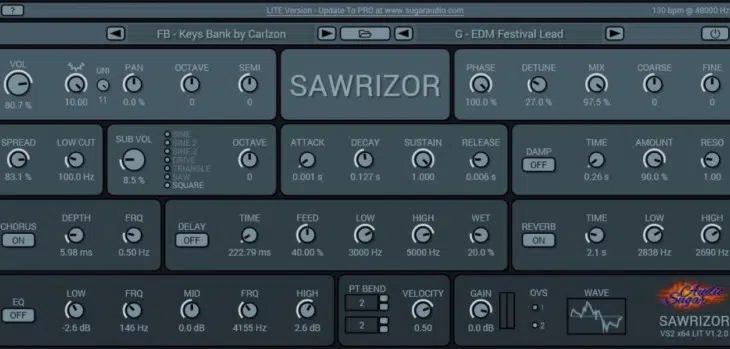 ?
LITE Version - Update To PRO at www.sugaraudio.com
130 bpm @ 48000 Hz
FB - Keys Bank by Carlzon
G - EDM Festival Lead
VOL
80.7 %
10.00
UNI
11
PAN
0.0 %
OCTAVE
0
SEMI
0
SAWRIZOR
PHASE
100.0 %
DETUNE
27.0 %
MIX
97.5 %
COARSE
0
FINE
0
SPREAD
83.1 %
LOW CUT
100.0 Hz
SUB VOL
8.5 %
SINE
SINE 2
SINE 3
DRIVE
TRIANGLE
SAW
SQUARE
OCTAVE
0
ATTACK
0.001 s
DECAY
0.127 s
SUSTAIN
1.000
RELEASE
0.006 s
DAMP
OFF
TIME
0.26 s
AMOUNT
90.0 %
RESO
1.00
CHORUS
ON
DEPTH
5.98 ms
FRQ
0.50 Hz
DELAY
OFF
TIME
222.79 ms
FEED
40.00 %
LOW
3000 Hz
HIGH
5000 Hz
WET
20.0 %
REVERB
ON
TIME
2.1 s
LOW
2838 Hz
HIGH
2690 Hz
EQ
OFF
LOW
-2.6 dB
FRQ
146 Hz
MID
0.0 dB
FRQ
4155 Hz
HIGH
2.6 dB
PT BEND
2
2
VELOCITY
0.50
GAIN
0.0 dB
OVS
1
2
WAVE
Audio
Sugar
SAWRIZOR
VS2 x64 LIT V1.2.0